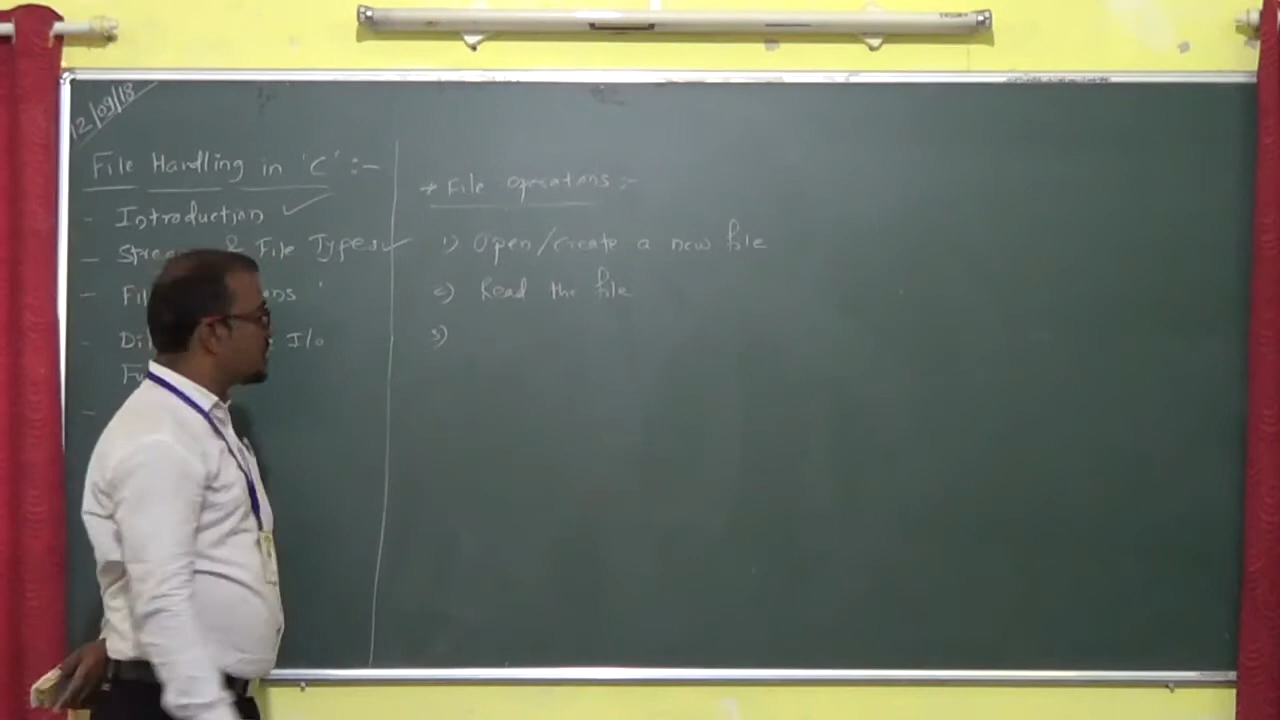 12/09/18
File Handling in 'C' :-
- Introduction ✓
- & File Types ✓
-
- I/o
-
* File operations :-
1) Open/create a new file
2) Read the file
3)